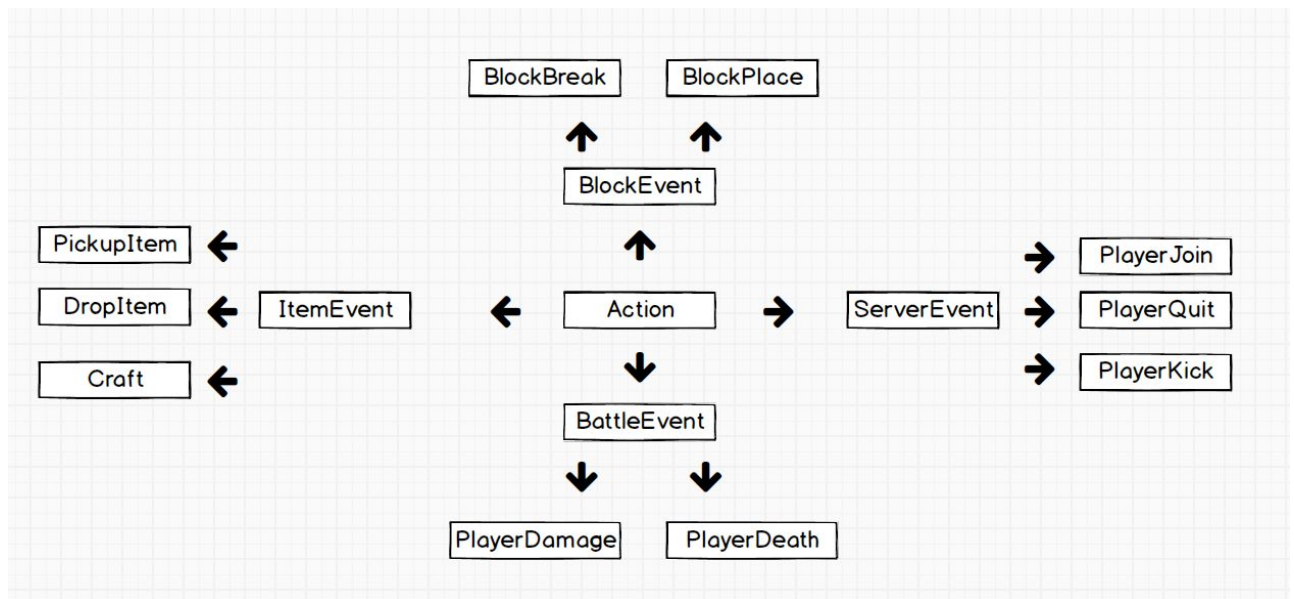 BlockBreak
BlockPlace
BlockEvent
PickupItem
PlayerJoin
DropItem
ItemEvent
Action
ServerEvent
PlayerQuit
Craft
PlayerKick
BattleEvent
PlayerDamage
PlayerDeath